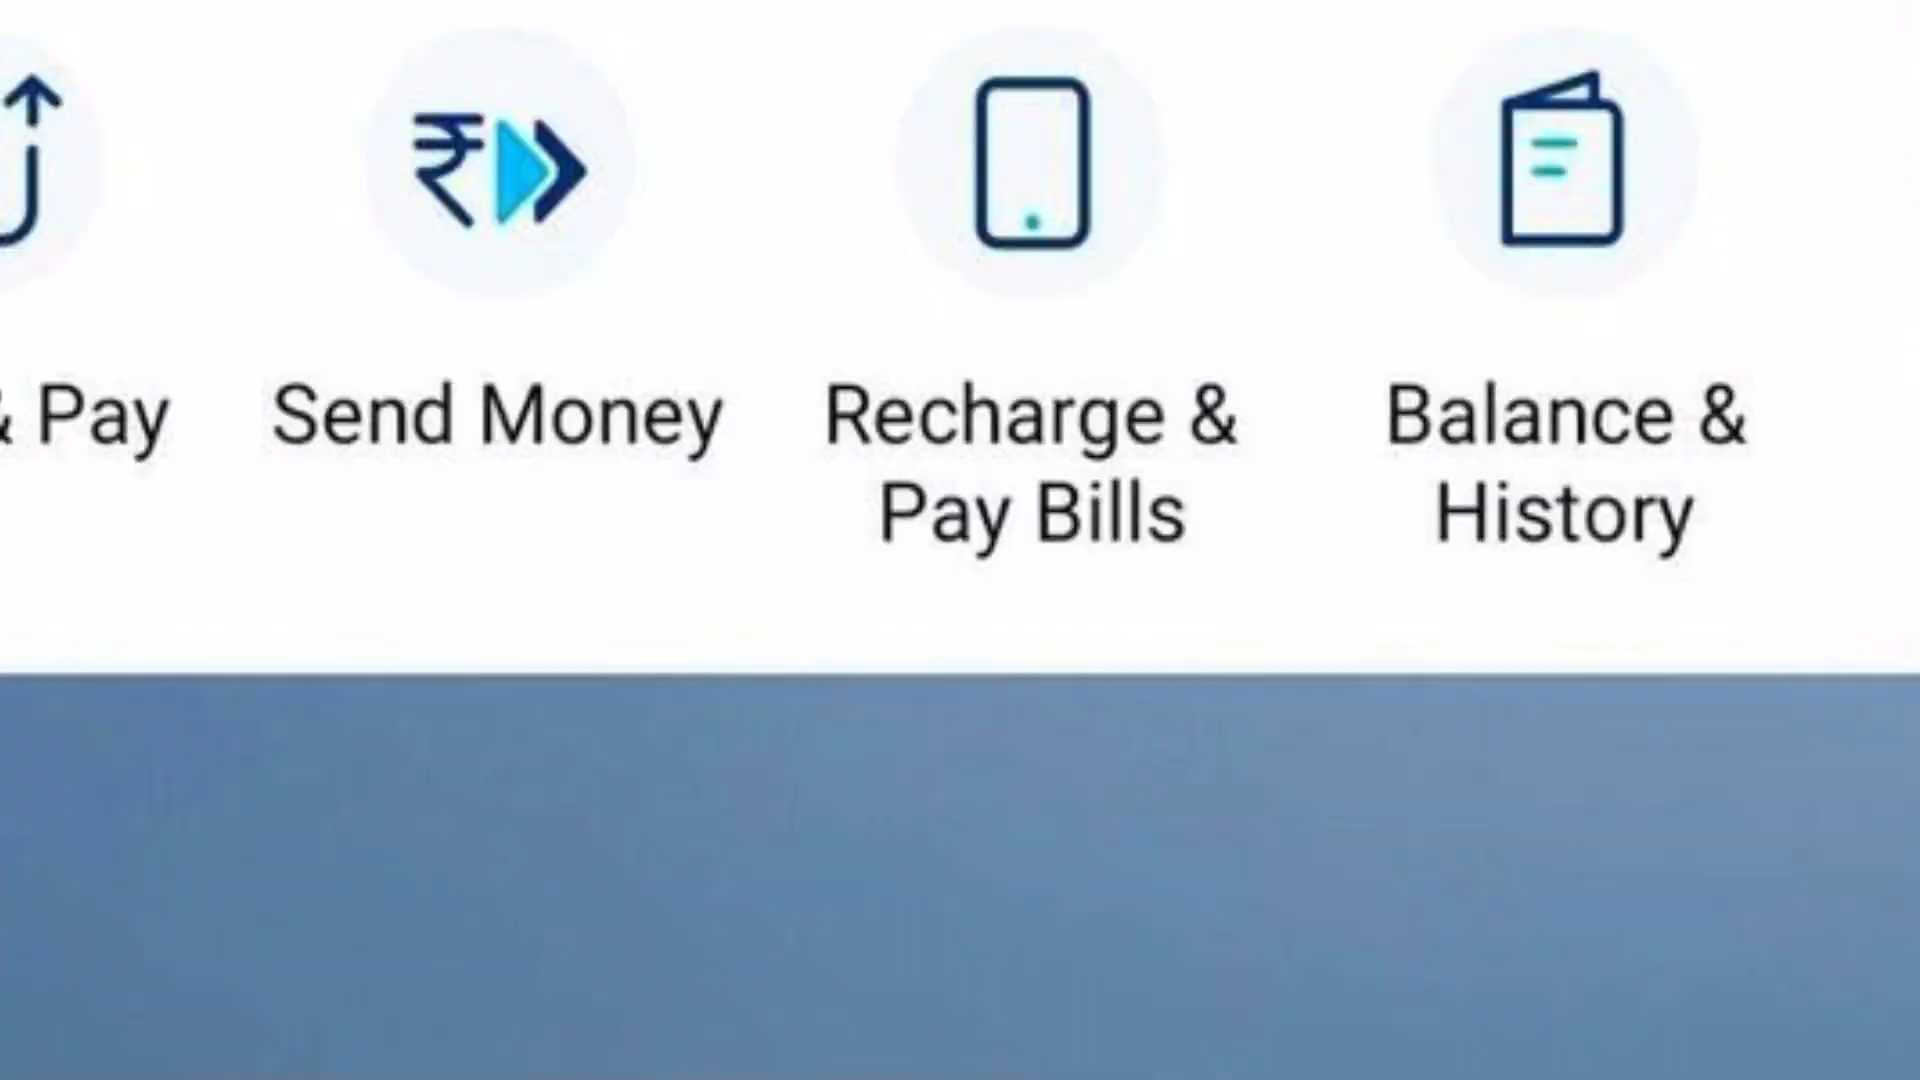 & Pay
Send Money
Recharge &
Pay Bills
Balance &
History